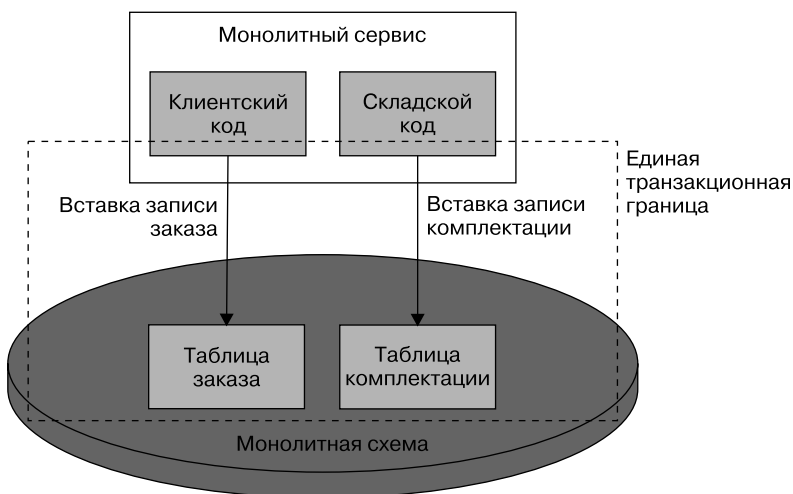 Монолитный сервис
Клиентский
код
Складской
код
Единая
транзакционная
граница
Вставка записи
заказа
Вставка записи
комплектации
Таблица
заказа
Таблица
комплектации
Монолитная схема